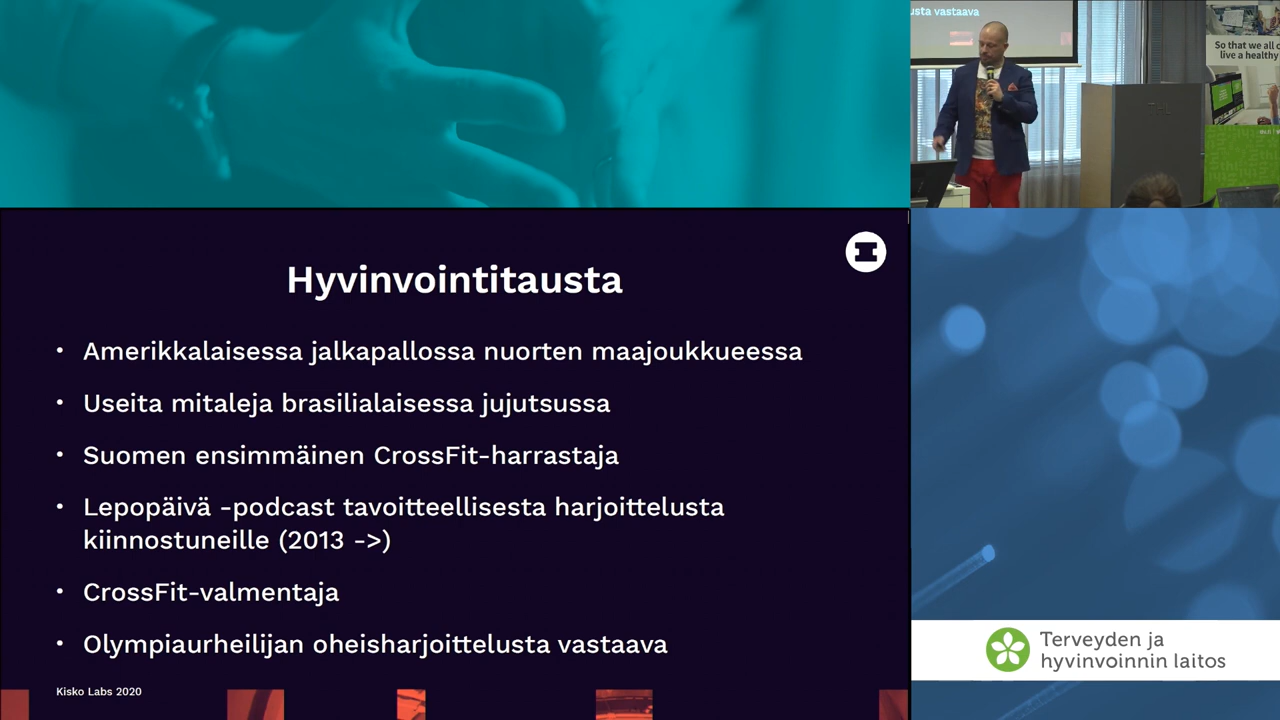 usta vastaava
So that we all c
live a healthy
THL
Hyvinvointitausta
• Amerikkalaisessa jalkapallossa nuorten maajoukkueessa
• Useita mitaleja brasilialaisessa jujutsussa
• Suomen ensimmäinen CrossFit-harrastaja
• Lepopäivä -podcast tavoitteellisesta harjoittelusta
kiinnostuneille (2013 ->)
• CrossFit-valmentaja
• Olympiaurheilijan oheisharjoittelusta vastaava
Kisko Labs 2020
Terveyden ja
hyvinvoinnin laitos